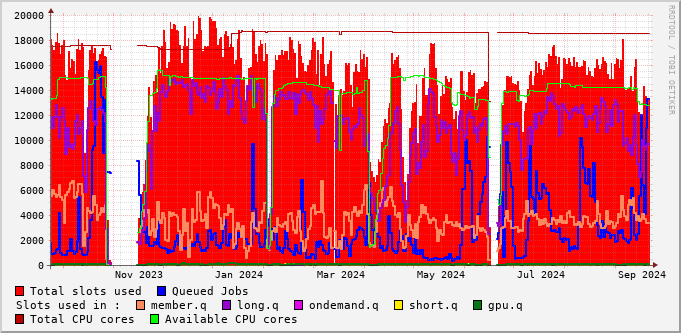 20000
18000
16000
14000
12000
10000
8000
6000
4000
2000
0
Nov 2023 Jan 2024 Mar 2024 May 2024 Jul 2024 Sep 2024
RRDTOOL / TOBI OETIKER
Total slots used Queued Jobs
Slots used in : member.q long.q ondemand.q short.q gpu.q
Total CPU cores Available CPU cores